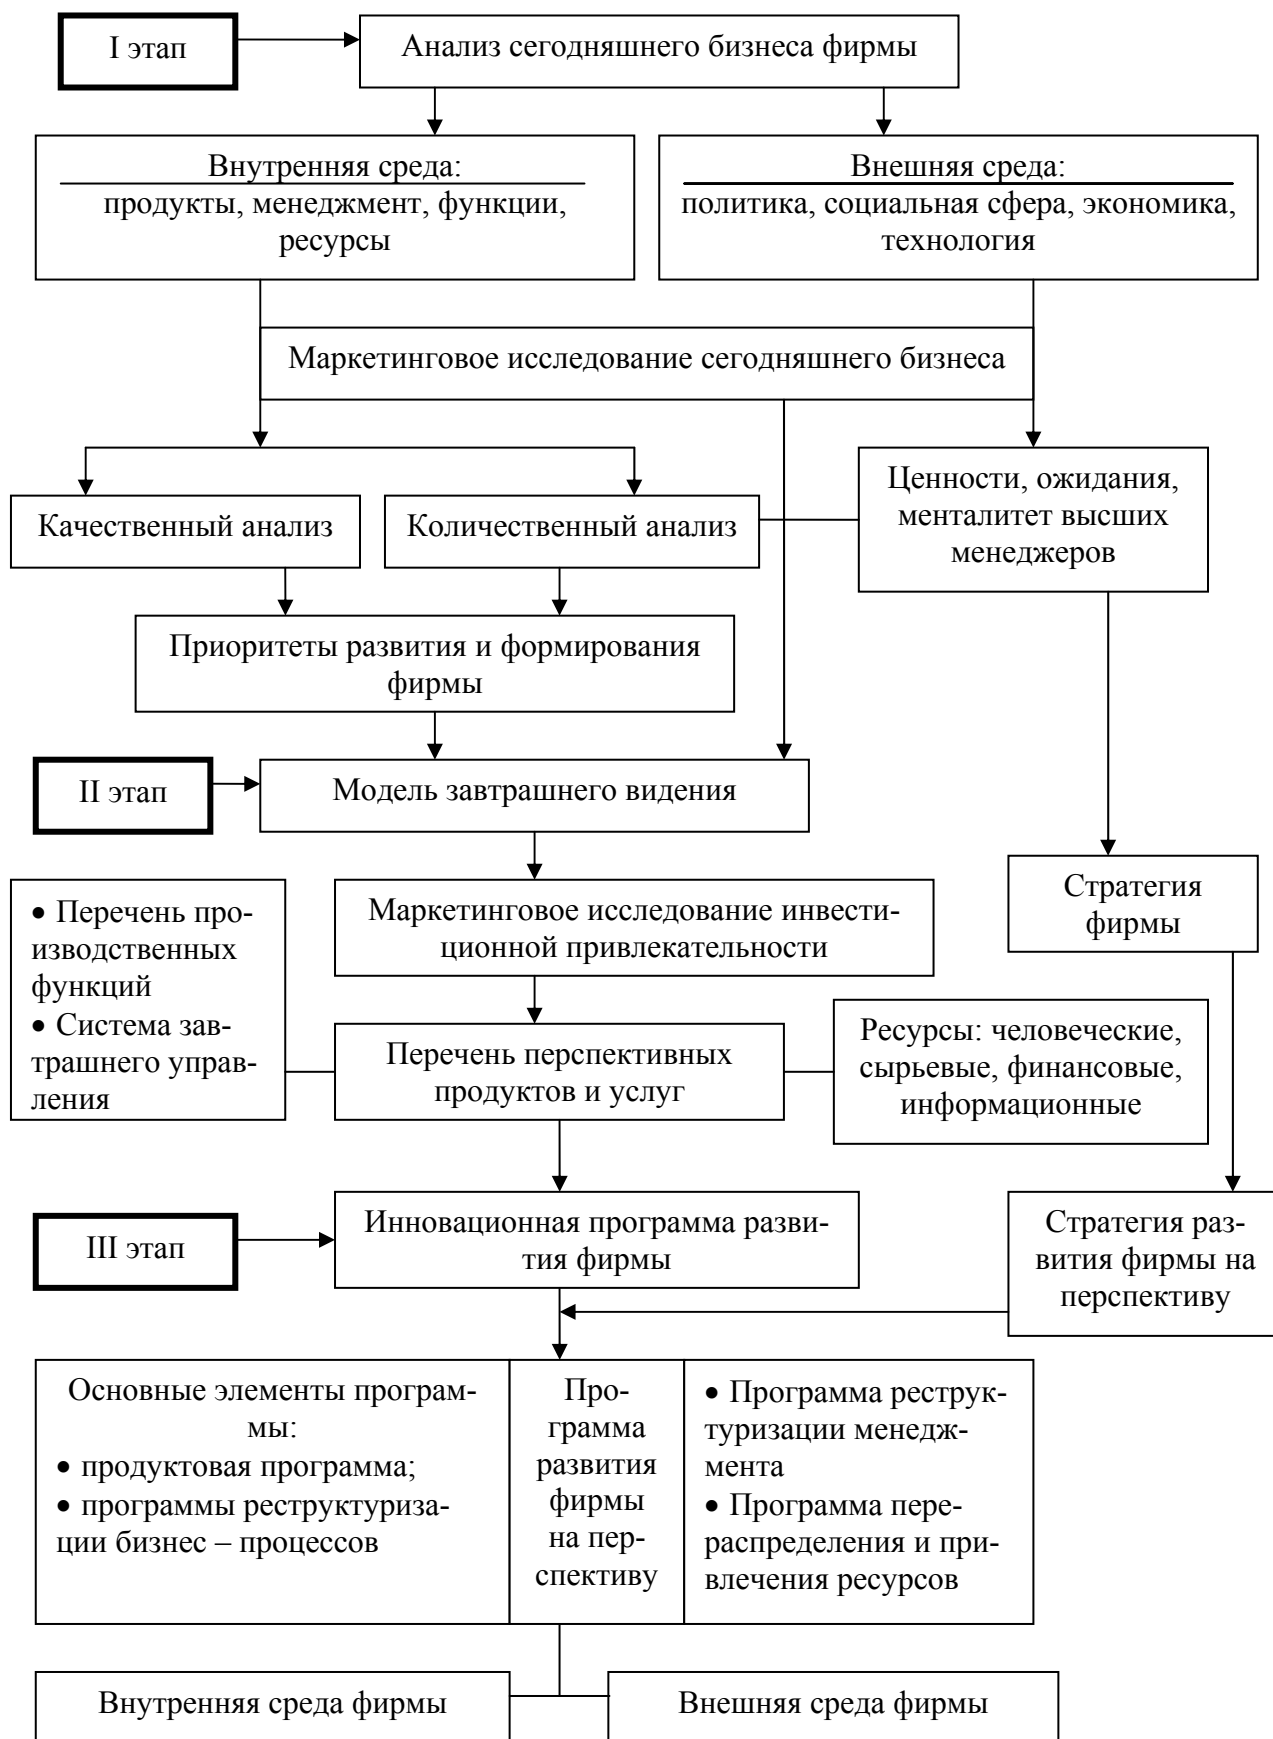 I этап
Анализ сегодняшнего бизнеса фирмы
Внутренняя среда:
продукты, менеджмент, функции,
ресурсы
Внешняя среда:
политика, социальная сфера, экономика,
технология
Маркетинговое исследование сегодняшнего бизнеса
Качественный анализ
Количественный анализ
Ценности, ожидания,
менталитет высших
менеджеров
Приоритеты развития и формирования
фирмы
II этап
Модель завтрашнего видения
Стратегия
фирмы
• Перечень про-
изводственных
функций
• Система зав-
трашнего управ-
ления
Маркетинговое исследование инвести-
ционной привлекательности
Перечень перспективных
продуктов и услуг
Ресурсы: человеческие,
сырьевые, финансовые,
информационные
III этап
Инновационная программа разви-
тия фирмы
Стратегия раз-
вития фирмы на
перспективу
Основные элементы програм-
мы:
• продуктовая программа;
• программы реструктуриза-
ции бизнес – процессов
Про-
грамма
развития
фирмы
на пер-
спективу
• Программа реструк-
туризации менедж-
мента
• Программа пере-
распределения и при-
влечения ресурсов
Внутренняя среда фирмы
Внешняя среда фирмы